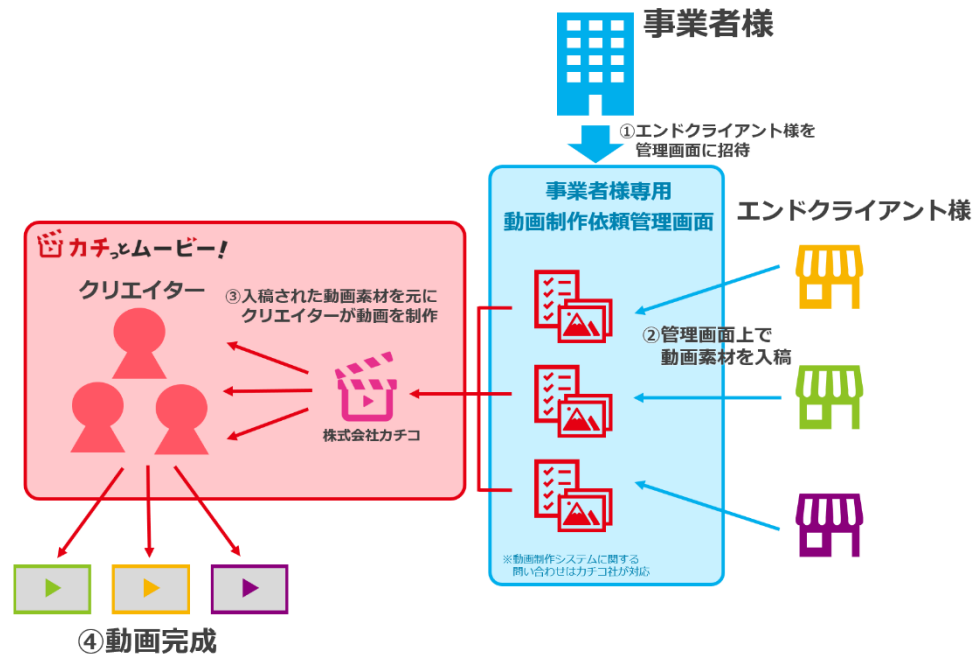 事業者様
①エンドクライアント様を
管理画面に招待
事業者様専用
動画制作依頼管理画面
エンドクライアント様
カチっとムービー！
クリエイター
③入稿された動画素材を元に
クリエイターが動画を制作
②管理画面上で
動画素材を入稿
株式会社カチコ
※動画制作システムに関する
問い合わせはカチコ社が対応
④動画完成